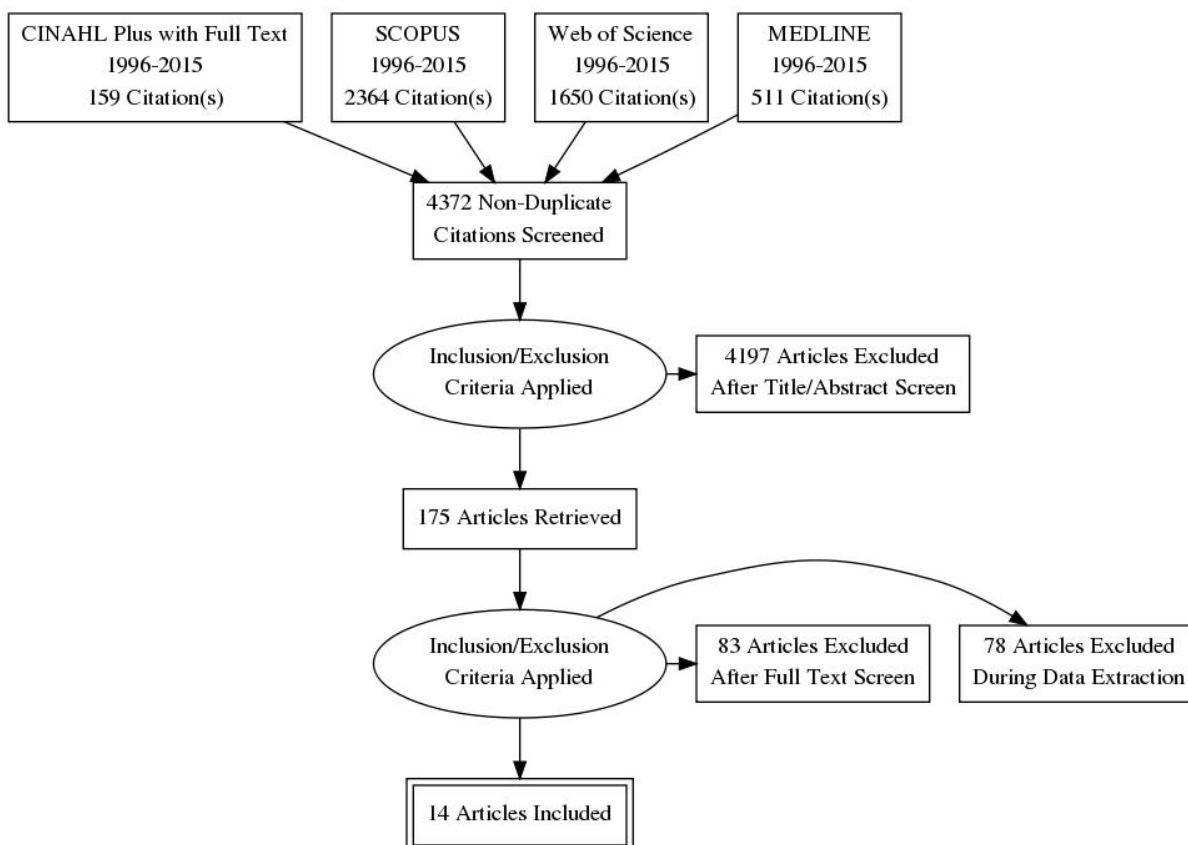 CINAHL Plus with Full Text
1996-2015
159 Citation(s)
SCOPUS
1996-2015
2364 Citation(s)
Web of Science
1996-2015
1650 Citation(s)
MEDLINE
1996-2015
511 Citation(s)
4372 Non-Duplicate
Citations Screened
Inclusion/Exclusion
Criteria Applied
4197 Articles Excluded
After Title/Abstract Screen
175 Articles Retrieved
Inclusion/Exclusion
Criteria Applied
83 Articles Excluded
After Full Text Screen
78 Articles Excluded
During Data Extraction
14 Articles Included